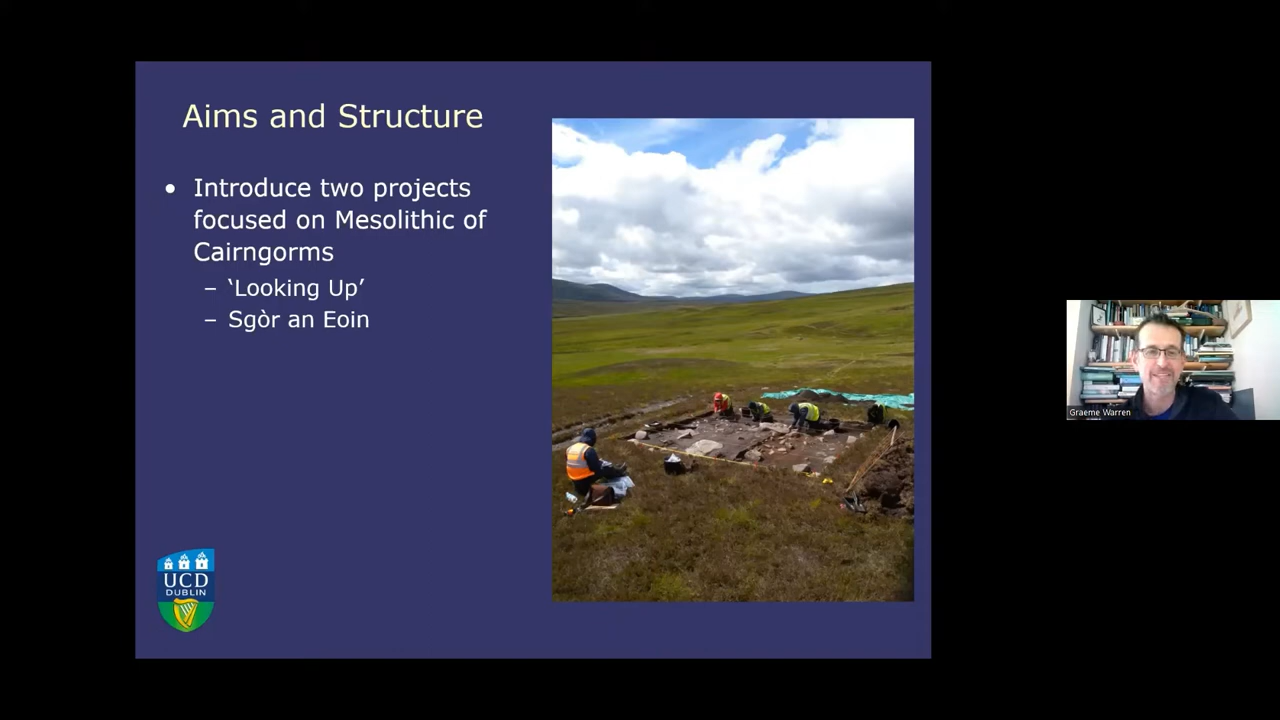 Aims and Structure
• Introduce two projects
focused on Mesolithic of
Cairngorms
– ‘Looking Up’
– Sgòr an Eoin
UCD
DUBLIN
Graeme Warren